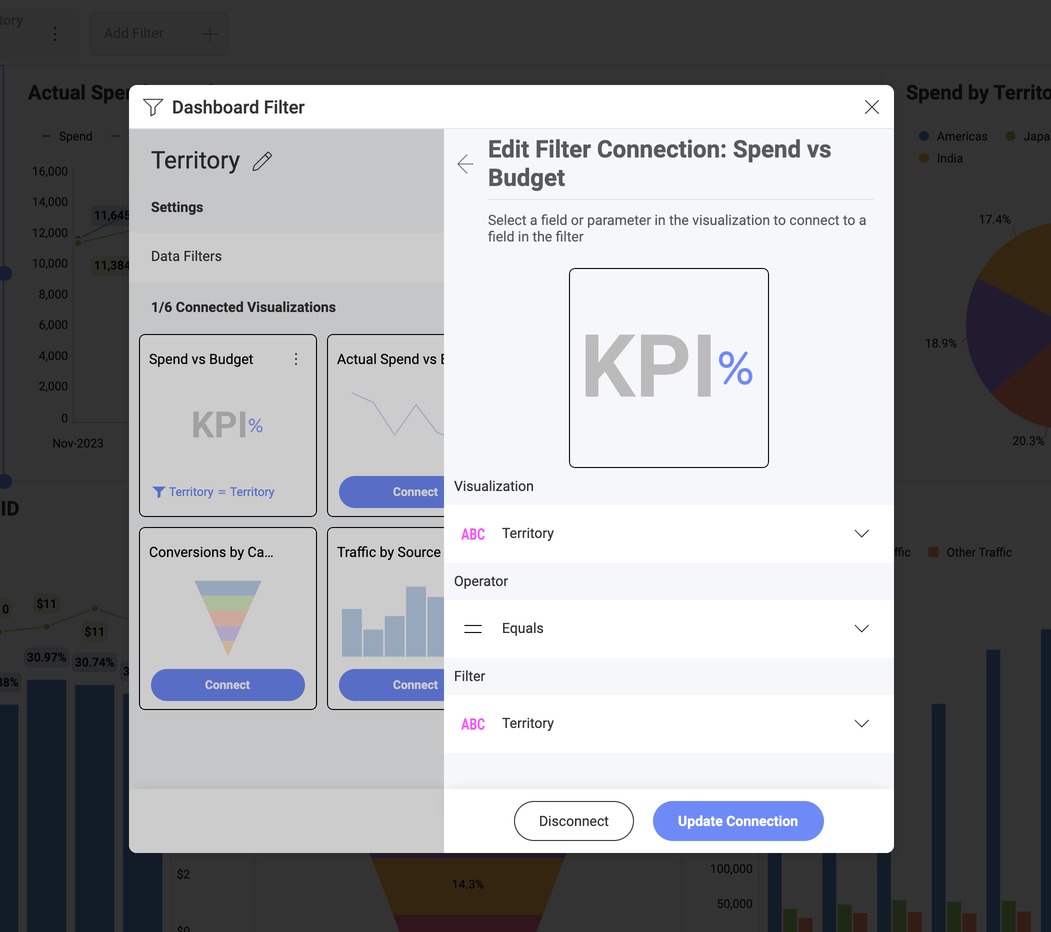 tory
Add Filter
Actual Spe
Spend by Territo
Spend
Americas
Japa
India
16,000
14,000
12,000
10,000
8,000
6,000
4,000
2,000
0
11,645
11,384
Nov-2023
17.4%
18.9%
20.3%
Dashboard Filter
Territory
Settings
Data Filters
1/6 Connected Visualizations
Spend vs Budget
KPI%
Territory = Territory
Actual Spend vs B
Connect
Conversions by Ca...
Connect
Traffic by Source
Connect
Edit Filter Connection: Spend vs
Budget
Select a field or parameter in the visualization to connect to a
field in the filter
KPI%
Visualization
ABC Territory
Operator
Equals
Filter
ABC Territory
Disconnect
Update Connection
ID
ffic
Other Traffic
0
$11
$11
38%
30.97%
30.74%
3
$2
$0
14.3%
100,000
50,000